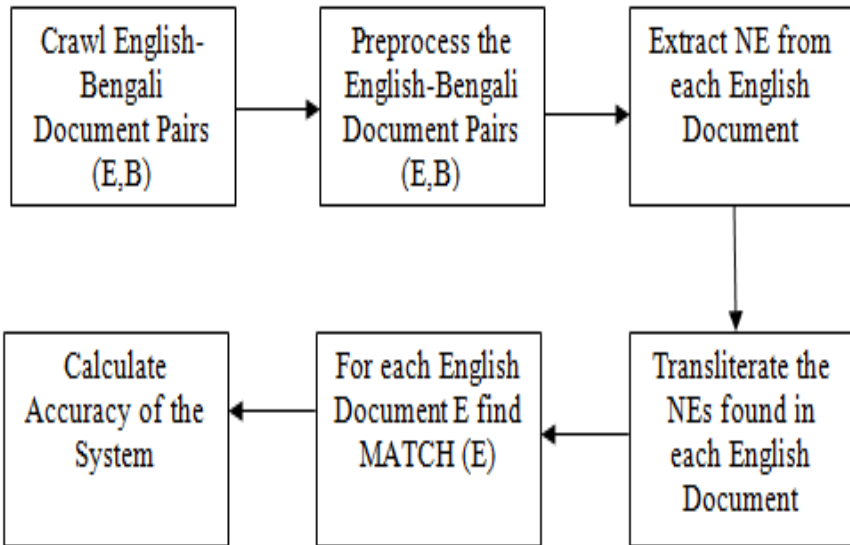 Crawl English-
Bengali
Document Pairs
(E,B)
Preprocess the
English-Bengali
Document Pairs
(E,B)
Extract NE from
each English
Document
Transliterate the
NEs found in
each English
Document
For each English
Document E find
MATCH (E)
Calculate
Accuracy of the
System